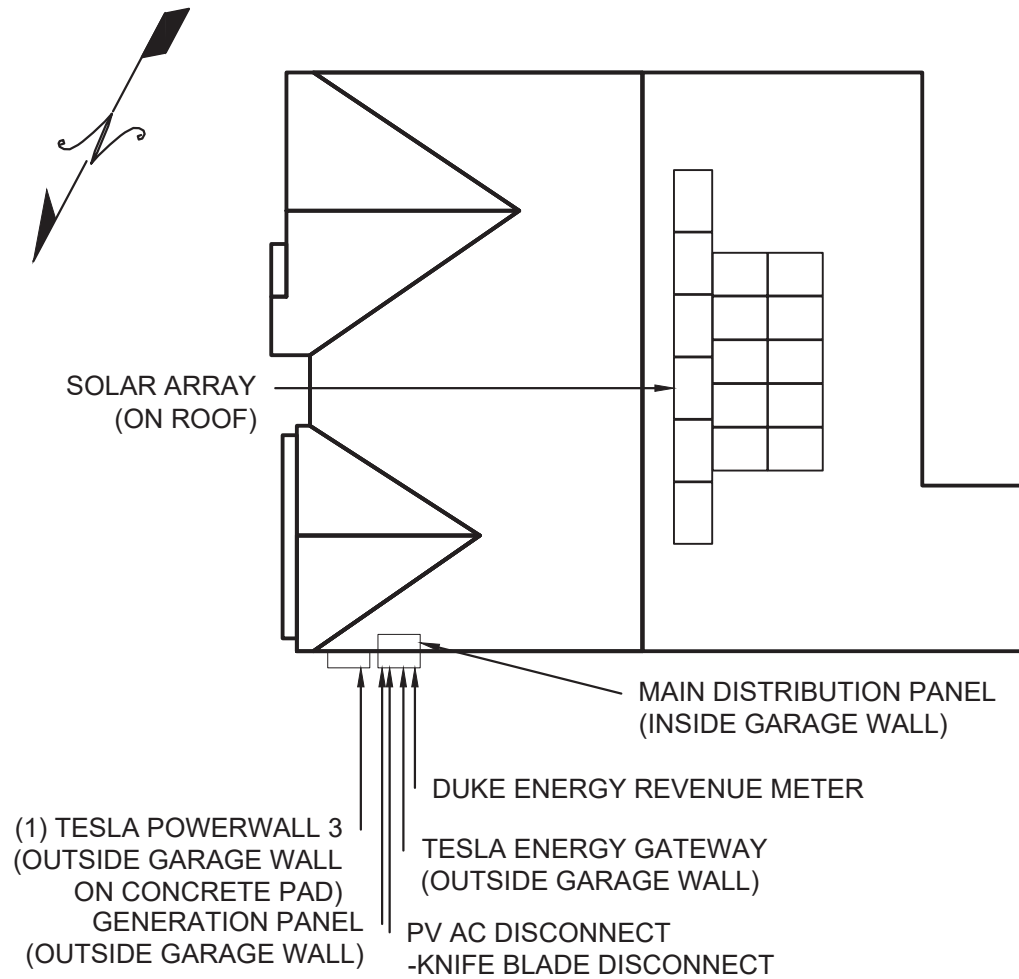 N
SOLAR ARRAY
(ON ROOF)
MAIN DISTRIBUTION PANEL
(INSIDE GARAGE WALL)
DUKE ENERGY REVENUE METER
(1) TESLA POWERWALL 3
(OUTSIDE GARAGE WALL
ON CONCRETE PAD)
TESLA ENERGY GATEWAY
(OUTSIDE GARAGE WALL)
GENERATION PANEL
(OUTSIDE GARAGE WALL)
PV AC DISCONNECT
-KNIFE BLADE DISCONNECT